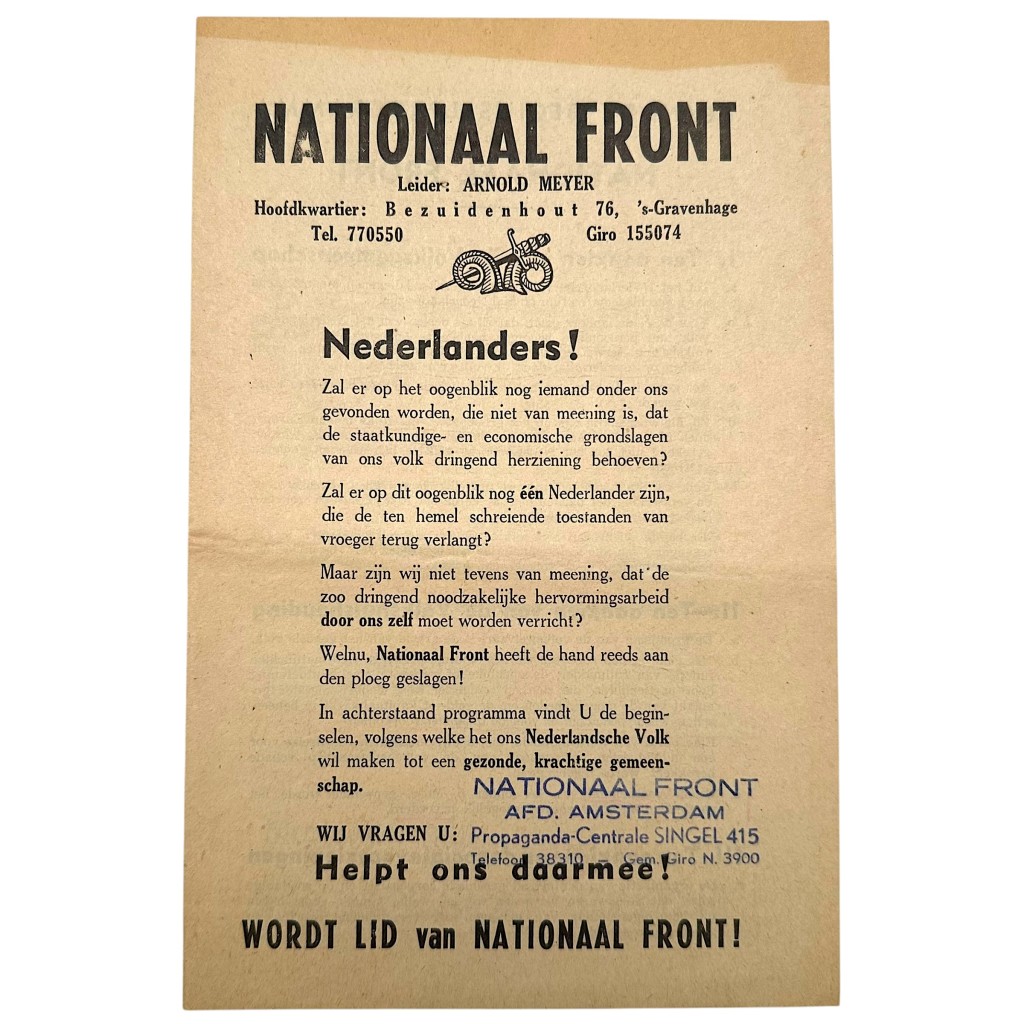 NATIONAAL FRONT
Leider: ARNOLD MEYER
Hoofdkwartier: Bezuidenhout 76, 's-Gravenhage
Tel. 770550 Giro 155074
Nederlanders!
Zal er op het oogenblik nog iemand onder ons
gevonden worden, die niet van meening is, dat
de staatkundige- en economische grondslagen
van ons volk dringend herziening behoeven?
Zal er op dit oogenblik nog één Nederlander zijn,
die de ten hemel schreiende toestanden van
vroeger terug verlangt?
Maar zijn wij niet tevens van meening, dat de
zoo dringend noodzakelijke hervormingsarbeid
door ons zelf moet worden verricht?
Welnu, Nationaal Front heeft de hand reeds aan
den ploeg geslagen!
In achterstaand programma vindt U de begin-
selen, volgens welke het ons Nederlandsche Volk
wil maken tot een gezonde, krachtige gemeen-
schap.
NATIONAAL FRONT
AFD. AMSTERDAM
WIJ VRAGEN U: Propaganda-Centrale SINGEL 415
Telefoon 38310 – Gem. Giro N. 3900
Helpt ons daarmee!
WORDT LID van NATIONAAL FRONT!